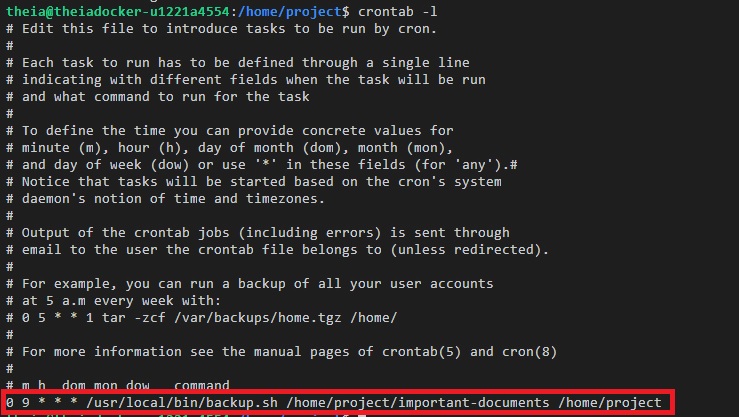 theia@theiadocker-u1221a4554:/home/project$ crontab -l
# Edit this file to introduce tasks to be run by cron.
#
# Each task to run has to be defined through a single line
# indicating with different fields when the task will be run
# and what command to run for the task
#
# To define the time you can provide concrete values for
# minute (m), hour (h), day of month (dom), month (mon),
# and day of week (dow) or use '*' in these fields (for 'any').#
# Notice that tasks will be started based on the cron's system
# daemon's notion of time and timezones.
#
# Output of the crontab jobs (including errors) is sent through
# email to the user the crontab file belongs to (unless redirected).
#
# For example, you can run a backup of all your user accounts
# at 5 a.m every week with:
# 0 5 * * 1 tar -zcf /var/backups/home.tgz /home/
#
# For more information see the manual pages of crontab(5) and cron(8)
#
# m h  dom mon dow   command
0 9 * * * /usr/local/bin/backup.sh /home/project/important-documents /home/project